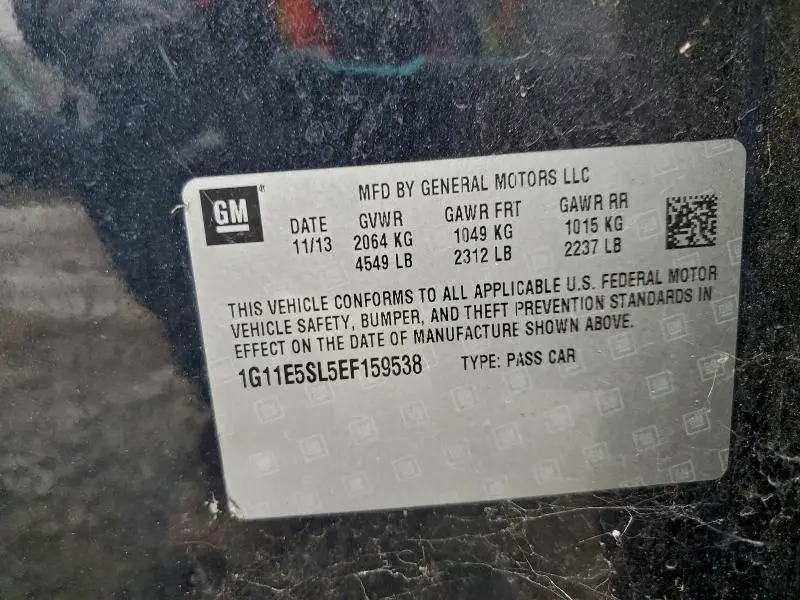 GM
MFD BY GENERAL MOTORS LLC
DATE GVWR GAWR FRT GAWR RR
11/13 2064 KG 1049 KG 1015 KG
4549 LB 2312 LB 2237 LB
THIS VEHICLE CONFORMS TO ALL APPLICABLE U.S. FEDERAL MOTOR
VEHICLE SAFETY, BUMPER, AND THEFT PREVENTION STANDARDS IN
EFFECT ON THE DATE OF MANUFACTURE SHOWN ABOVE.
1G11E5SL5EF159538 TYPE: PASS CAR